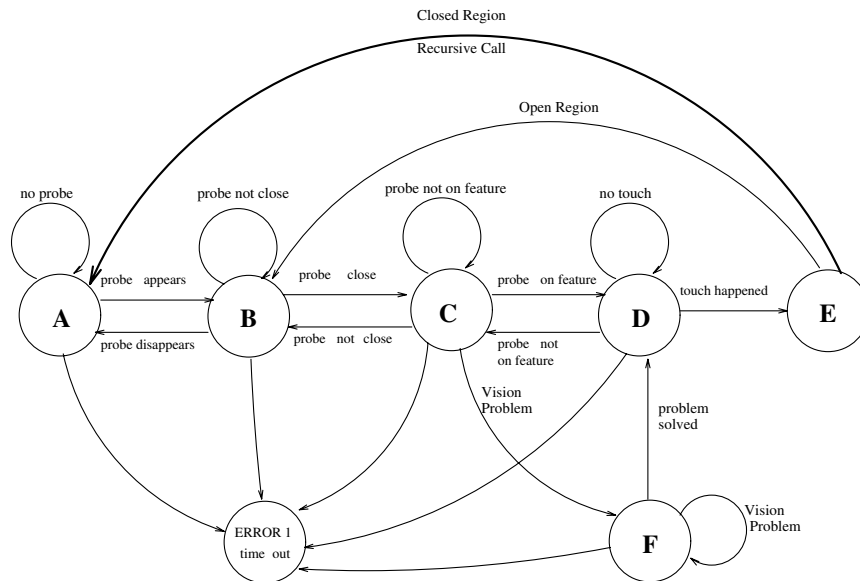 Closed Region
Recursive Call
Open Region
no probe
probe not close
probe not on feature
no touch
probe appears
probe close
probe on feature
touch happened
A
B
C
D
E
probe disappears
probe not close
probe not
on feature
Vision
Problem
problem
solved
ERROR 1
time out
F
Vision
Problem